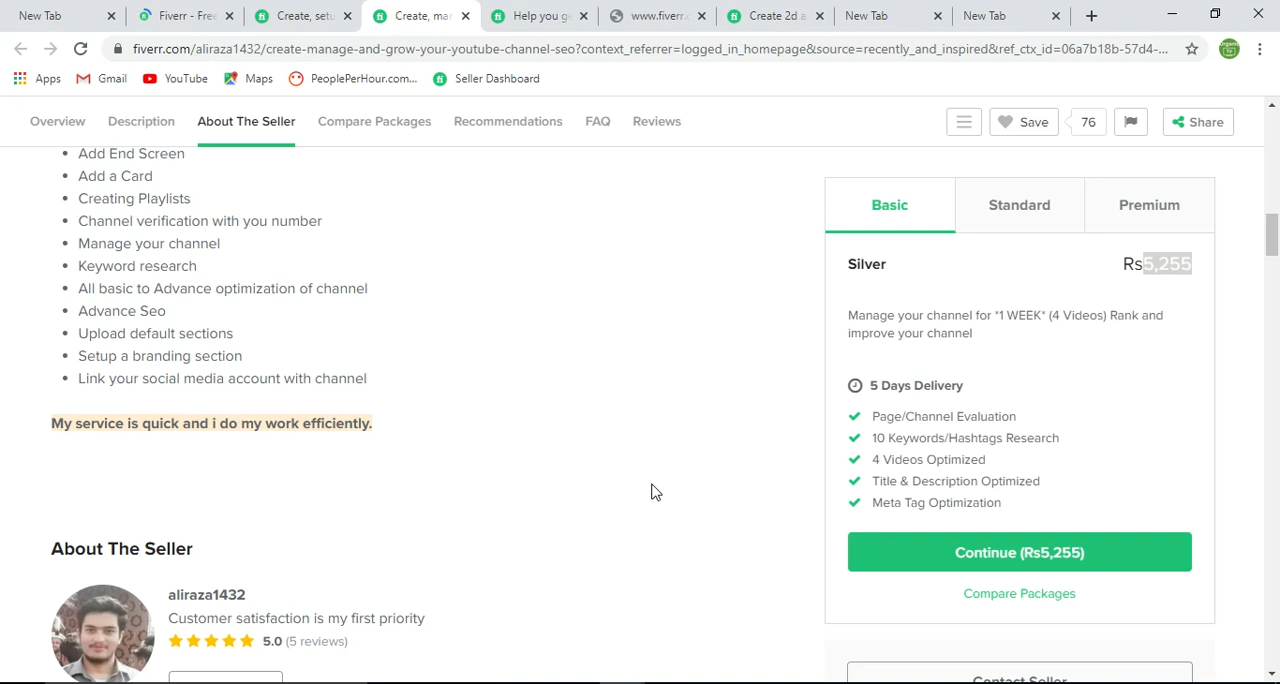 New Tab
Fiverr - Free
Create, setu
Create, mar
Help you ge
www.fiverr.c
Create 2d a
New Tab
New Tab
fiverr.com/aliraza1432/create-manage-and-grow-your-youtube-channel-seo?context_referrer=logged_in_homepage&source=recently_and_inspired&ref_ctx_id=06a7b18b-57d4-...
Apps
Gmail
YouTube
Maps
PeoplePerHour.com...
Seller Dashboard
Overview
Description
About The Seller
Compare Packages
Recommendations
FAQ
Reviews
Save
76
Share
Add End Screen
Add a Card
Creating Playlists
Channel verification with you number
Manage your channel
Keyword research
All basic to Advance optimization of channel
Advance Seo
Upload default sections
Setup a branding section
Link your social media account with channel
My service is quick and i do my work efficiently.
About The Seller
aliraza1432
Customer satisfaction is my first priority
5.0 (5 reviews)
Basic
Standard
Premium
Silver
Rs5,255
Manage your channel for *1 WEEK* (4 Videos) Rank and
improve your channel
5 Days Delivery
Page/Channel Evaluation
10 Keywords/Hashtags Research
4 Videos Optimized
Title & Description Optimized
Meta Tag Optimization
Continue (Rs5,255)
Compare Packages
Contact Seller